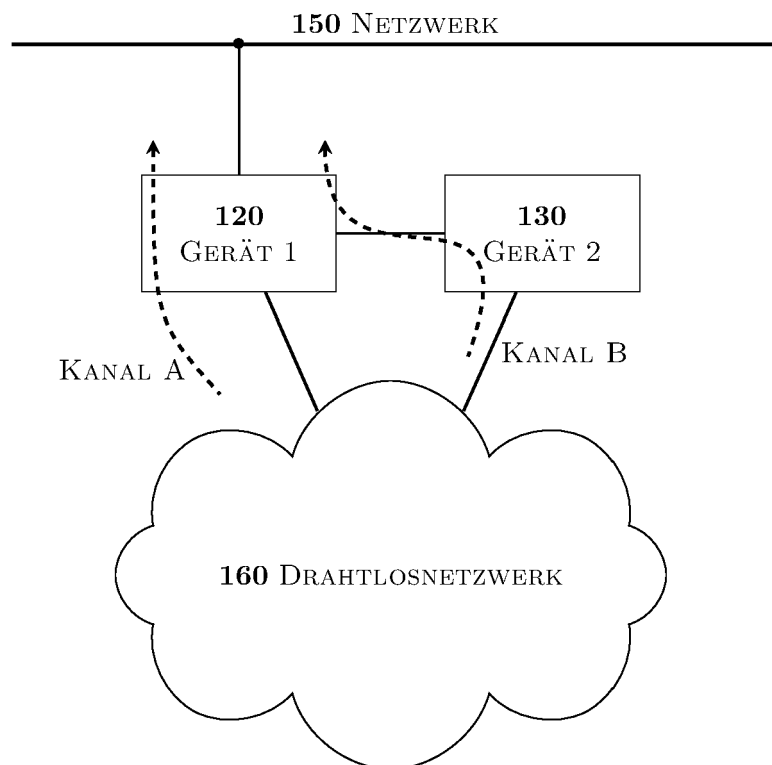 150 Netzwerk
120
Gerät 1
130
Gerät 2
Kanal A
Kanal B
160 Drahtlosnetzwerk